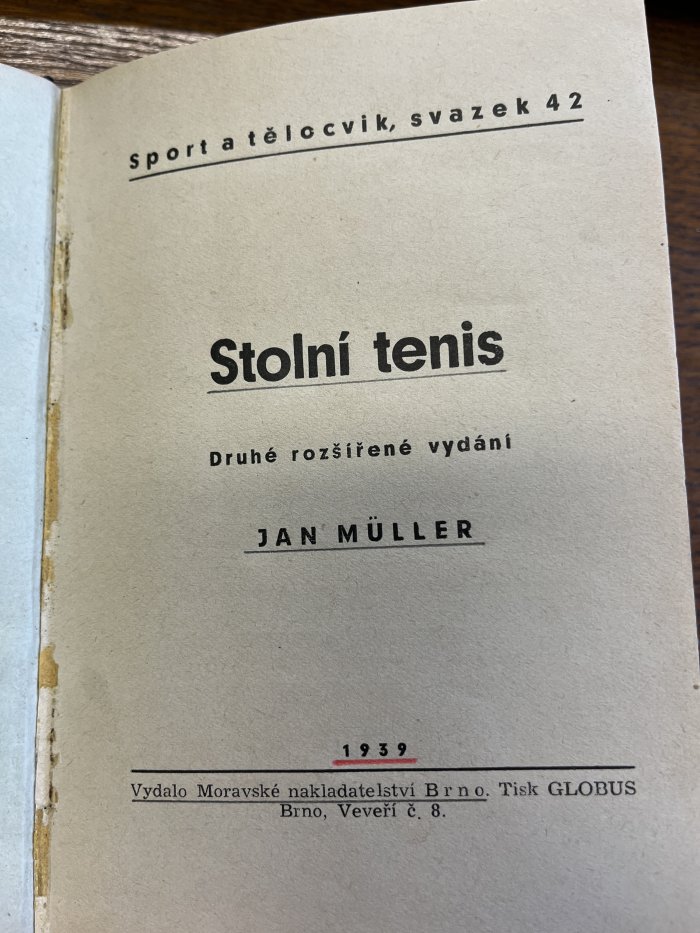 Sport a tělocvik, svazek 42
Stolní tenis
Druhé rozšířené vydání
JAN MÜLLER
1939
Vydalo Moravské nakladatelství Brno. Tisk GLOBUS
Brno, Veveří č. 8.